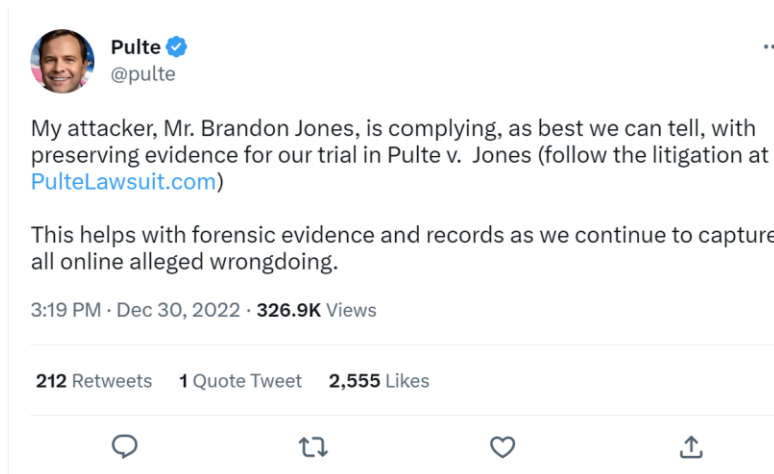 Pulte
@pulte
My attacker, Mr. Brandon Jones, is complying, as best we can tell, with
preserving evidence for our trial in Pulte v. Jones (follow the litigation at
PulteLawsuit.com)
This helps with forensic evidence and records as we continue to capture
all online alleged wrongdoing.
3:19 PM · Dec 30, 2022 · 326.9K Views
212 Retweets 1 Quote Tweet 2,555 Likes